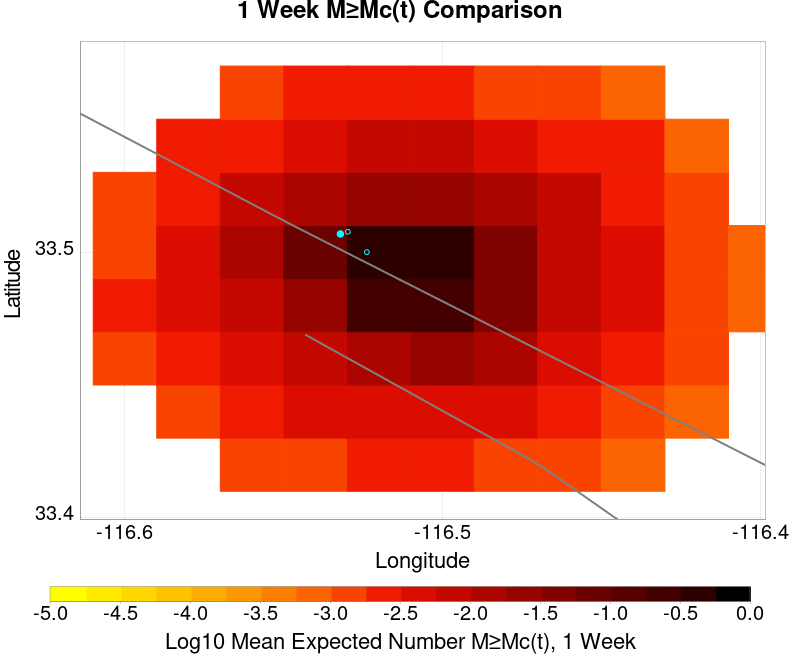 1 Week M≥Mc(t) Comparison
Latitude
33.5
33.4
-116.6 -116.5 -116.4
Longitude
-5.0 -4.5 -4.0 -3.5 -3.0 -2.5 -2.0 -1.5 -1.0 -0.5 0.0
Log10 Mean Expected Number M≥Mc(t), 1 Week